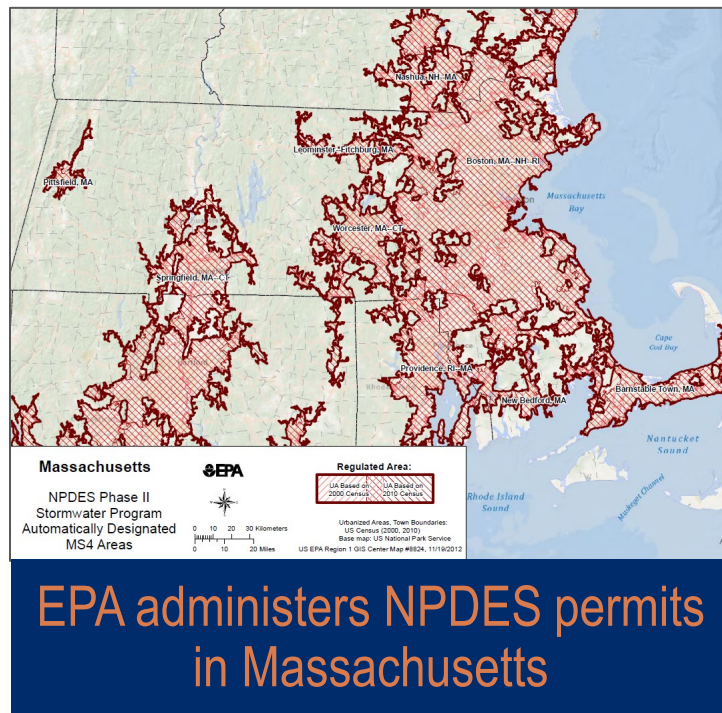 Nashua, NH--MA
Leominster--Fitchburg, MA
Boston, MA--NH--RI
Pittsfield, MA
Massachusetts
Bay
Worcester, MA--CT
Springfield, MA--CT
Cape
Cod Bay
Providence, RI--MA
Barnstable Town, MA
New Bedford, MA
Nantucket
Sound
Muskeget Channel
Rhode Island
Sound
Massachusetts
NPDES Phase II
Stormwater Program
Automatically Designated
MS4 Areas
EPA
0 10 20 30 Kilometers
0 10 20 Miles
Regulated Area:
UA Based on
2000 Census
UA Based on
2010 Census
Urbanized Areas, Town Boundaries:
US Census (2000, 2010)
Base map: US National Park Service
US EPA Region 1 GIS Center Map #8824, 11/19/2012
EPA administers NPDES permits
in Massachusetts